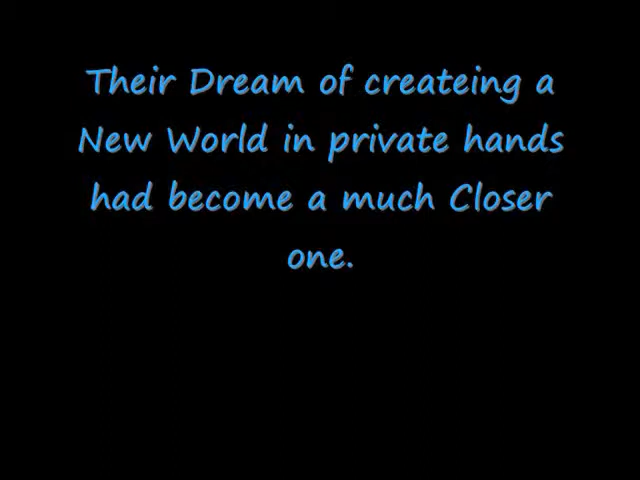 Their Dream of createing a
New World in private hands
had become a much Closer
one.